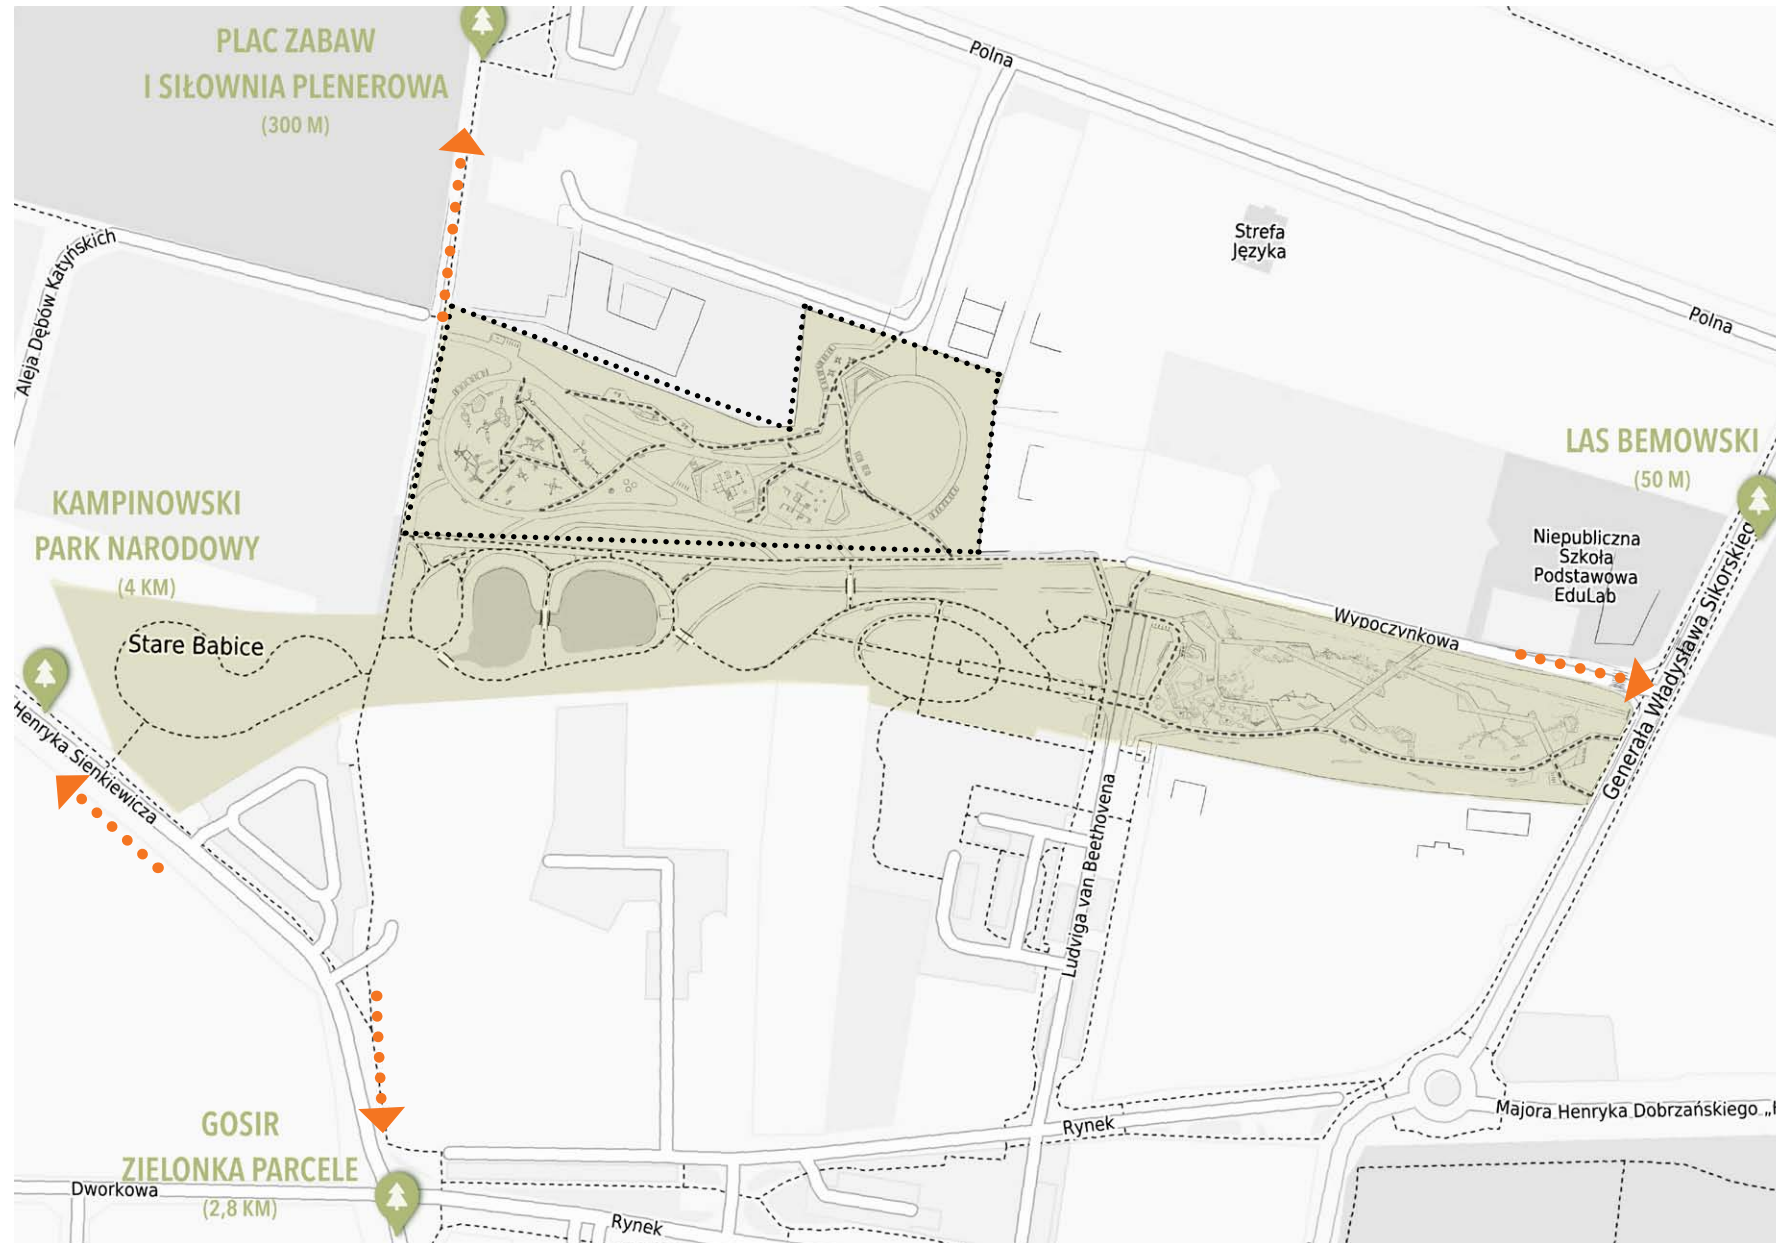 PLAC ZABAW
I SIŁOWNIA PLENEROWA
(300 M)
Polna
Aleja Dębów Katyńskich
Strefa
Języka
Polna
LAS BEMOWSKI
(50 M)
KAMPINOWSKI
PARK NARODOWY
(4 KM)
Niepubliczna
Szkoła
Podstawowa
EduLab
Stare Babice
Wypoczynkowa
Generała Władysława Sikorskiego
Henryka Sienkiewicza
Ludviga van Beethovena
GOSIR
ZIELONKA PARCELE
(2,8 KM)
Dworkowa
Rynek
Rynek
Majora Henryka Dobrzańskiego „